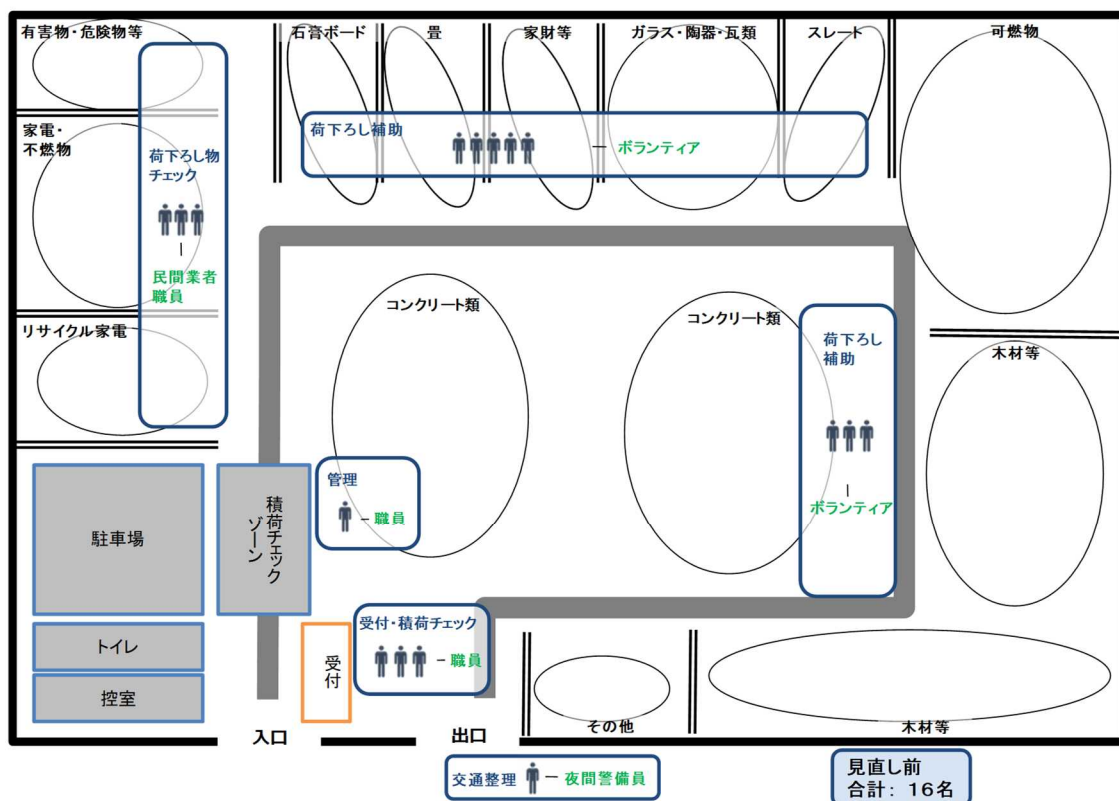 有害物・危険物等
石膏ボード
畳
家財等
ガラス・陶器・瓦類
スレート
可燃物
家電・
不燃物
荷下ろし物
チェック
民間業者
職員
荷下ろし補助
ボランティア
リサイクル家電
コンクリート類
コンクリート類
荷下ろし
補助
ボランティア
木材等
管理
職員
積荷チェック
ゾーン
駐車場
トイレ
控室
受付
受付・積荷チェック
職員
その他
木材等
入口
出口
交通整理
夜間警備員
見直し前
合計: 16名